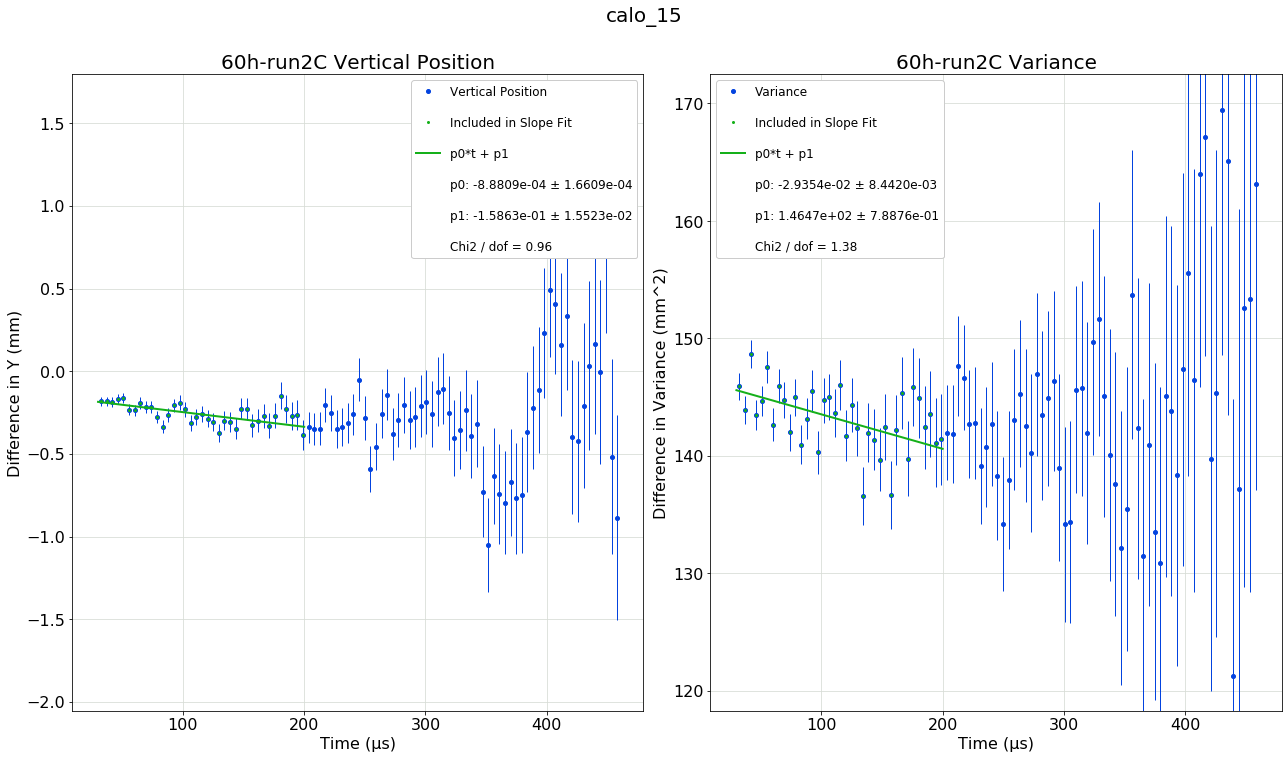 calo_15
60h-run2C Vertical Position
Vertical Position
Included in Slope Fit
p0*t + p1
p0: -8.8809e-04 ± 1.6609e-04
p1: -1.5863e-01 ± 1.5523e-02
Chi2 / dof = 0.96
Difference in Y (mm)
1.5
1.0
0.5
0.0
−0.5
−1.0
−1.5
−2.0
100 200 300 400
Time (μs)
60h-run2C Variance
Variance
Included in Slope Fit
p0*t + p1
p0: -2.9354e-02 ± 8.4420e-03
p1: 1.4647e+02 ± 7.8876e-01
Chi2 / dof = 1.38
Difference in Variance (mm^2)
170
160
150
140
130
120
100 200 300 400
Time (μs)